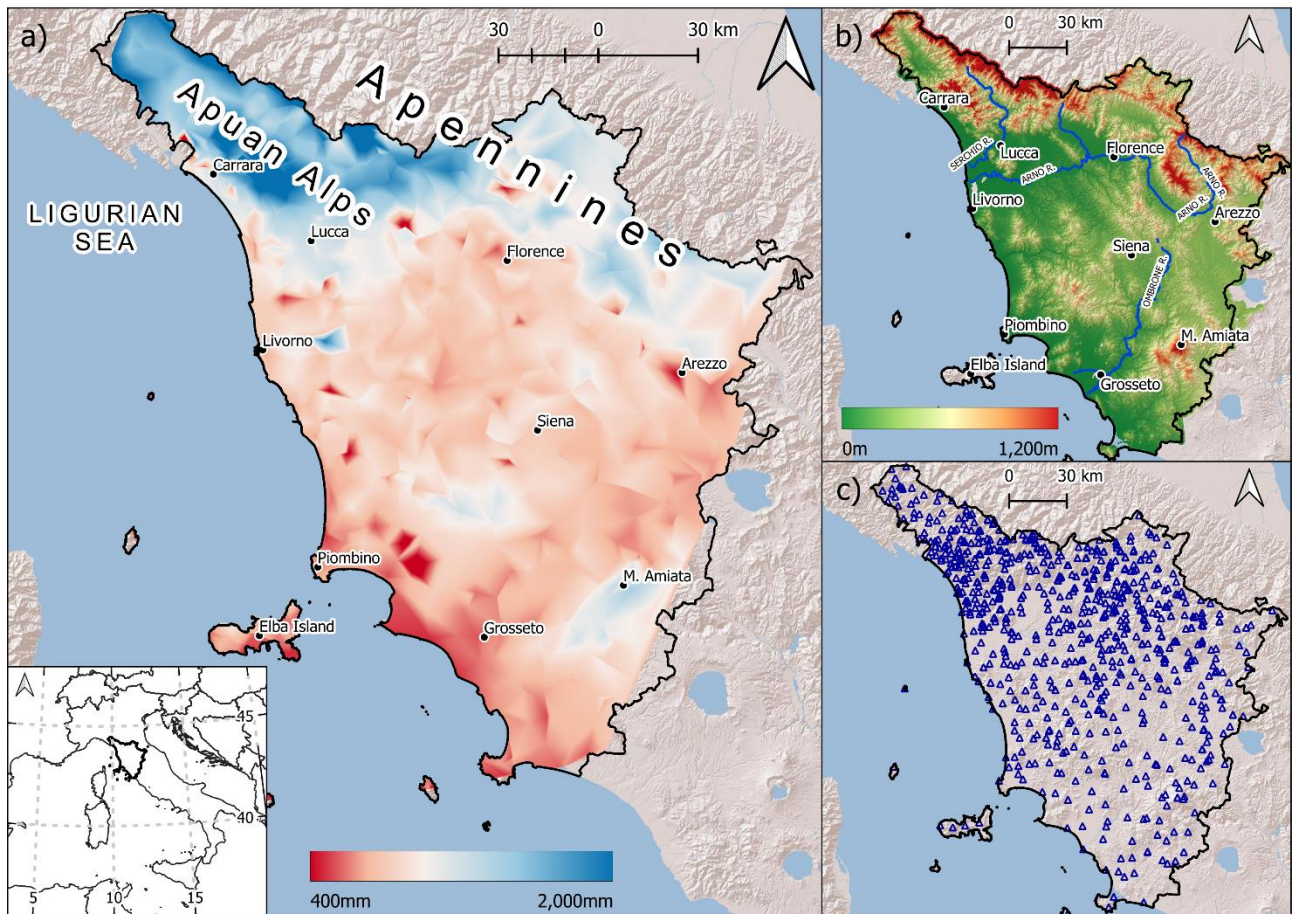 a)
30 0 30 km
Apennines
Apuan Alps
Carrara
LIGURIAN
SEA
Lucca
Florence
Livorno
Arezzo
Siena
Piombino
M. Amiata
Elba Island
Grosseto
400mm 2,000mm
45
40
5 10 15
b)
0 30 km
Carrara
SERCHIO R.
Lucca
Florence
ARNO R.
ARNO R.
ARNO R.
Livorno
Arezzo
Siena
OMBRONE R.
Piombino
M. Amiata
Elba Island
Grosseto
0m 1,200m
c)
0 30 km